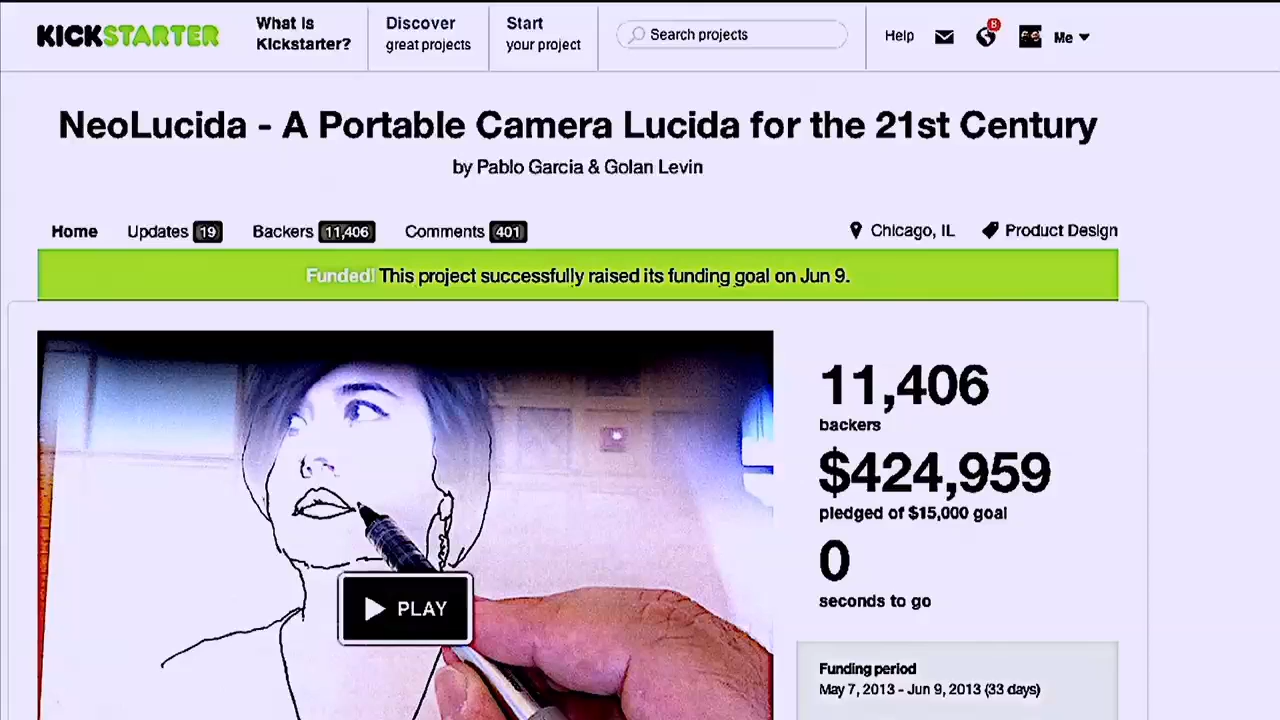 KICKSTARTER
What is
Kickstarter?
Discover
great projects
Start
your project
Search projects
Help
8
Me
NeoLucida - A Portable Camera Lucida for the 21st Century
by Pablo Garcia & Golan Levin
Home Updates 19 Backers 11,406 Comments 401 Chicago, IL Product Design
Funded! This project successfully raised its funding goal on Jun 9.
PLAY
11,406
backers
$424,959
pledged of $15,000 goal
0
seconds to go
Funding period
May 7, 2013 - Jun 9, 2013 (33 days)